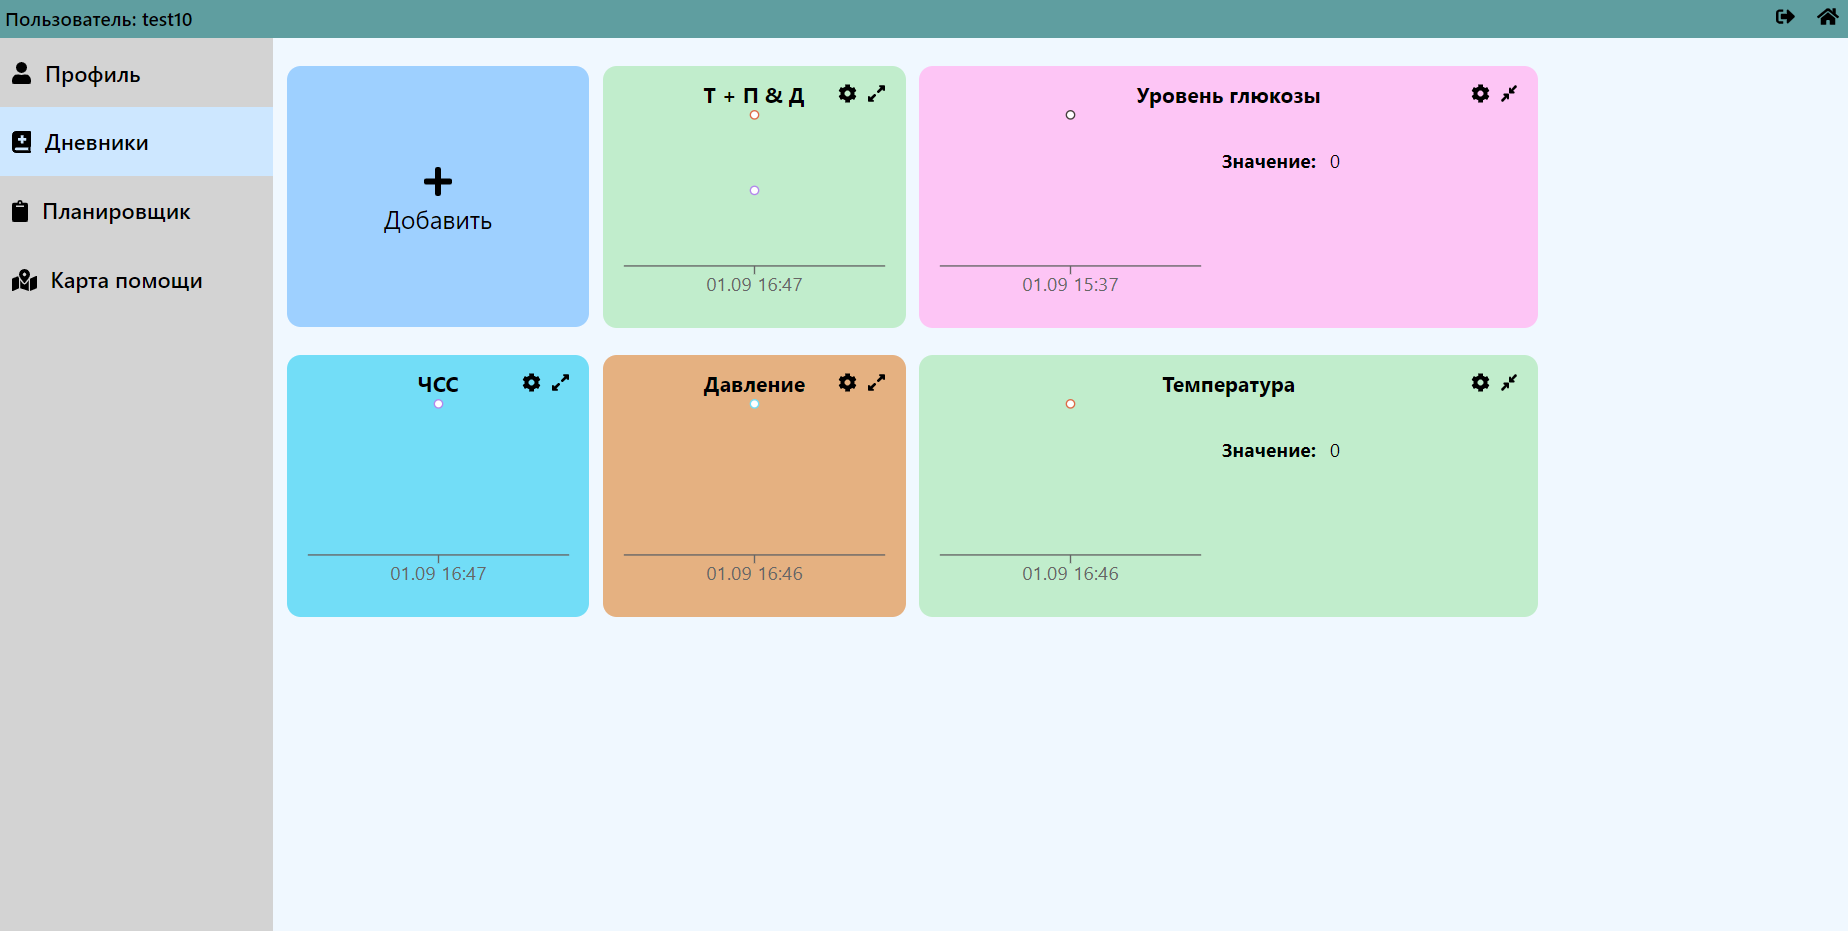 Пользователь: test10
Профиль
Дневники
Планировщик
Карта помощи
Добавить
Т + П & Д
01.09 16:47
Уровень глюкозы
Значение: 0
01.09 15:37
ЧСС
01.09 16:47
Давление
01.09 16:46
Температура
Значение: 0
01.09 16:46